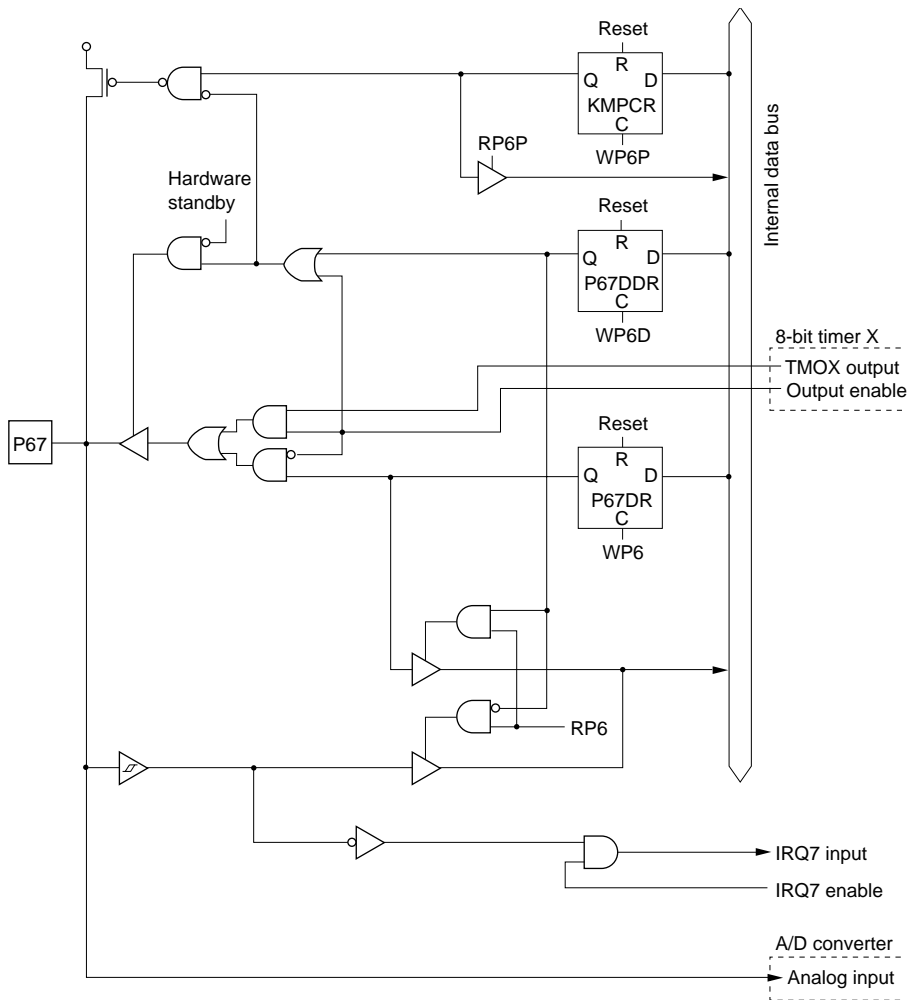 Reset
R
Q D
KMPCR
C
WP6P
RP6P
Hardware
standby
Reset
R
Q D
P67DDR
C
WP6D
Internal data bus
8-bit timer X
TMOX output
Output enable
P67
Reset
R
Q D
P67DR
C
WP6
RP6
IRQ7 input
IRQ7 enable
A/D converter
Analog input